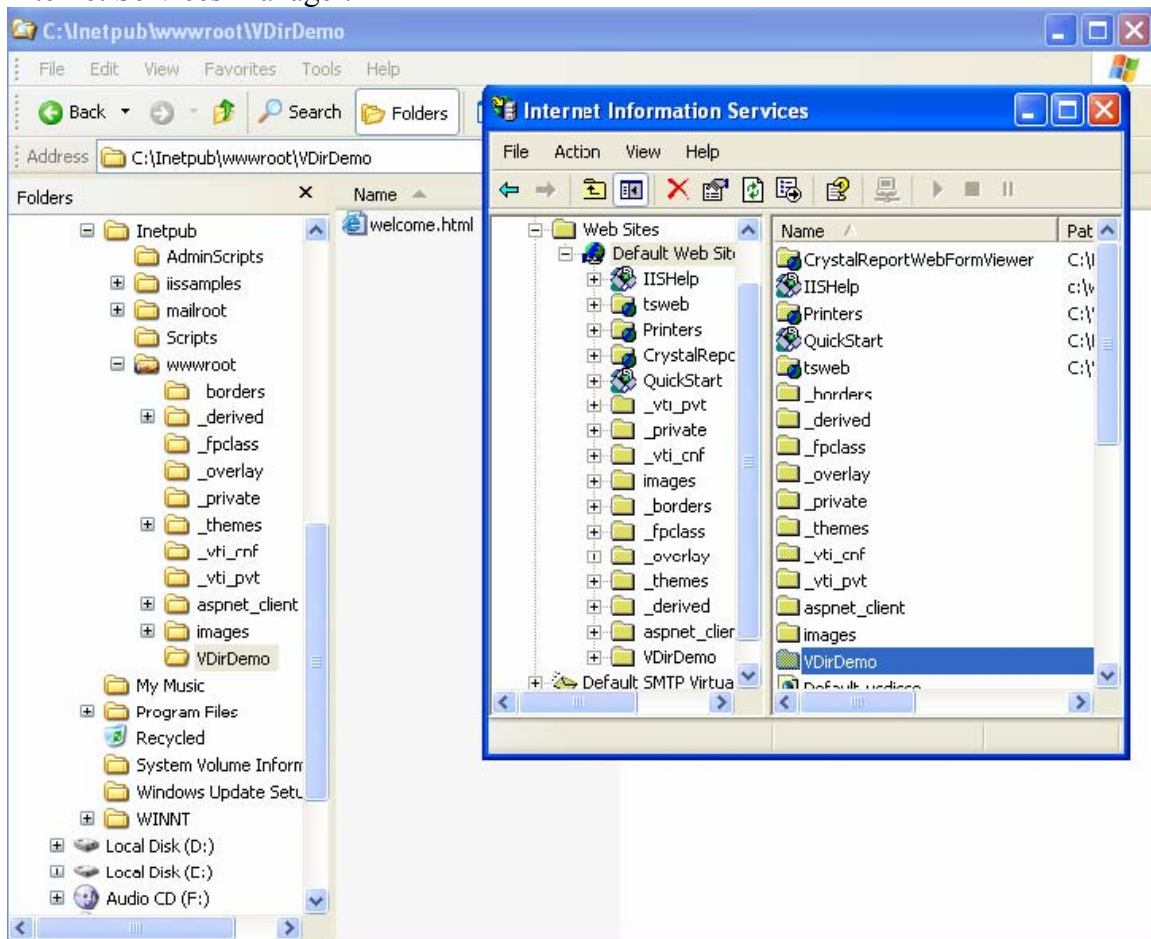 C:\Inetpub\wwwroot\VDirDemo
File Edit View Favorites Tools Help
Back Search Folders
Address C:\Inetpub\wwwroot\VDirDemo
Folders X
Inetpub
AdminScripts
iissamples
mailroot
Scripts
wwwroot
_borders
_derived
_fpclass
_overlay
_private
_themes
_vti_cnf
_vti_pvt
aspnet_client
images
VDirDemo
My Music
Program Files
Recycled
System Volume Inform
Windows Update Setu
WINNT
Local Disk (D:)
Local Disk (E:)
Audio CD (F:)
Name
welcome.html
Internet Information Services
File Action View Help
Web Sites
Default Web Sit
IISHelp
tsweb
Printers
CrystalRepc
QuickStart
_vti_pvt
_private
_vti_cnf
images
_borders
_fpclass
_overlay
_themes
_derived
aspnet_clier
VDirDemo
Default SMTP Virtua
Name Pat
CrystalReportWebFormViewer C:\I
IISHelp c:\w
Printers C:\
QuickStart C:\I
tsweb C:\
_borders
_derived
_fpclass
_overlay
_private
_themes
_vti_cnf
_vti_pvt
aspnet_client
images
VDirDemo